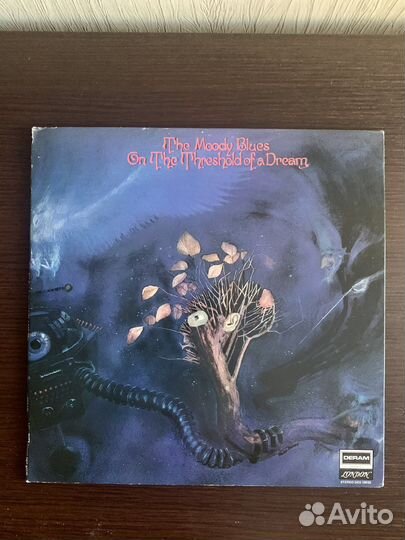 The Moody Blues
On The Threshold of a Dream
DERAM
LONDON
Avito